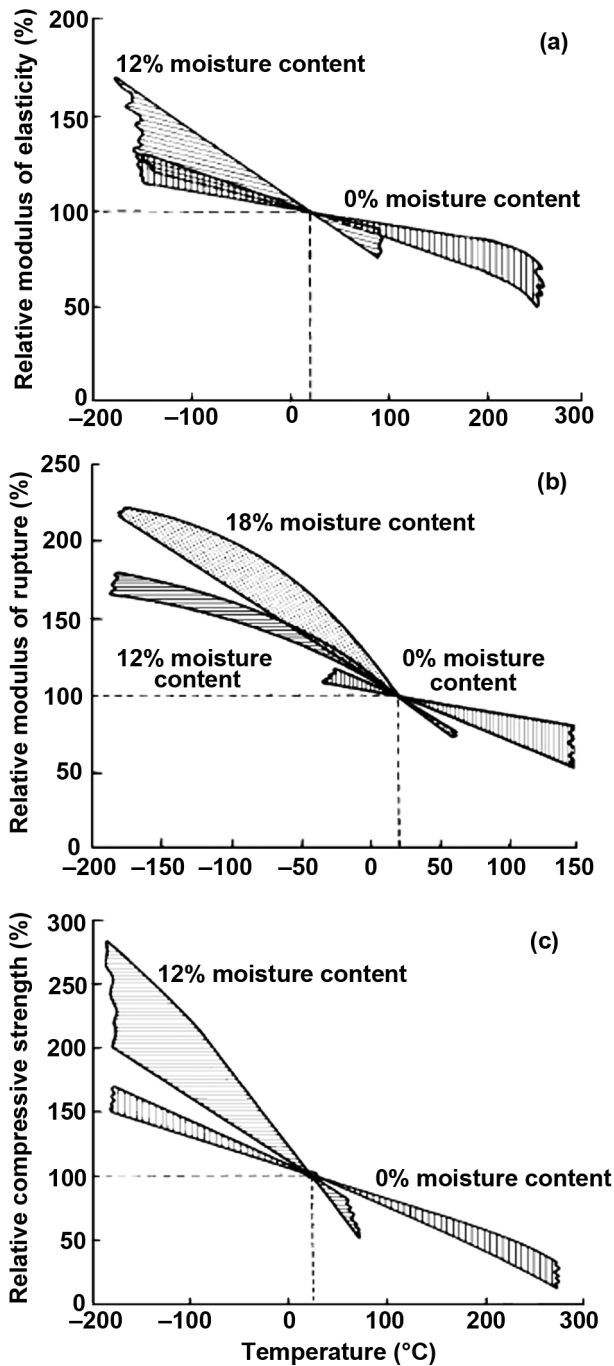 (a)
Relative modulus of elasticity (%)
200
150
100
50
0
12% moisture content
0% moisture content
–200
–100
0
100
200
300
(b)
Relative modulus of rupture (%)
250
200
150
100
50
0
18% moisture content
12% moisture
content
0% moisture
content
–200
–150
–100
–50
0
50
100
150
(c)
Relative compressive strength (%)
300
250
200
150
100
50
0
12% moisture content
0% moisture content
–200
–100
0
100
200
300
Temperature (°C)